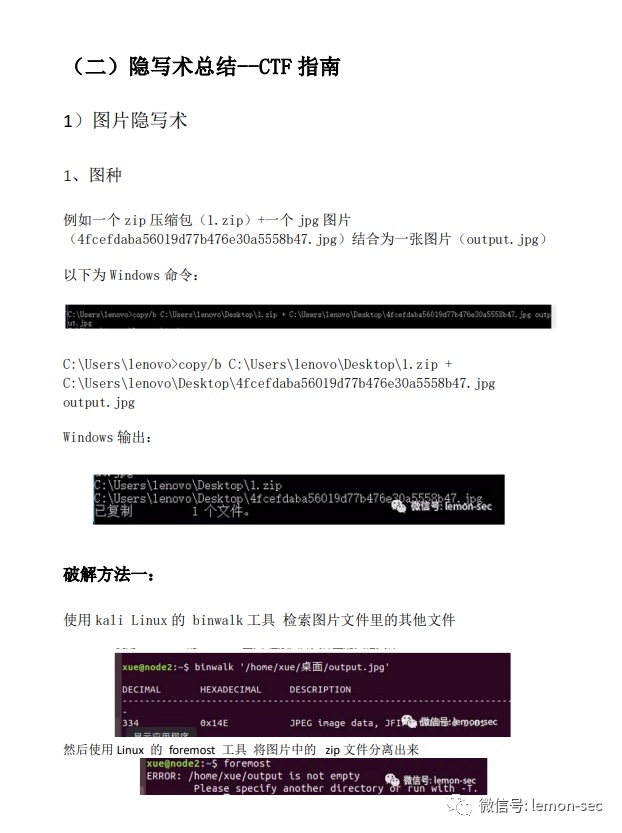 （二）隐写术总结--CTF 指南
1）图片隐写术
1、图种
例如一个 zip 压缩包（1.zip）+一个 jpg 图片
（4fcefdaba56019d77b476e30a5558b47.jpg）结合为一张图片（output.jpg）
以下为 Windows 命令：
C:\Users\lenovo>copy/b C:\Users\lenovo\Desktop\1.zip + C:\Users\lenovo\Desktop\4fcefdaba56019d77b476e30a5558b47.jpg outp
ut.jpg
C:\Users\lenovo>copy/b C:\Users\lenovo\Desktop\1.zip +
C:\Users\lenovo\Desktop\4fcefdaba56019d77b476e30a5558b47.jpg
output.jpg
Windows 输出：
C:\Users\lenovo\Desktop\1.zip
C:\Users\lenovo\Desktop\4fcefdaba56019d77b476e30a5558b47.jpg
已复制 1 个文件。
微信号: lemon-sec
破解方法一：
使用 kali Linux 的 binwalk 工具 检索图片文件里的其他文件
xue@node2:~$ binwalk '/home/xue/桌面/output.jpg'
DECIMAL HEXADECIMAL DESCRIPTION
334 0x14E JPEG image data, JFI
微信号: lemon-sec
显示应用程序
然后使用 Linux 的 foremost 工具 将图片中的 zip 文件分离出来
xue@node2:~$ foremost
ERROR: /home/xue/output is not empty
微信号: lemon-sec
Please specify another directory or run with -T.
微信号: lemon-sec